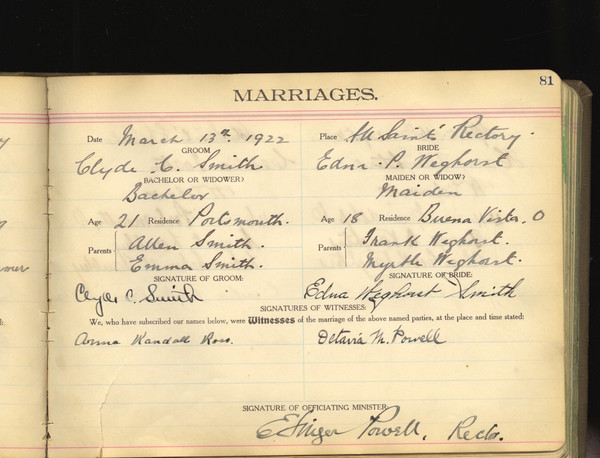 81
MARRIAGES.
Date March 13th 1922 Place All Saints' Rectory.
GROOM BRIDE
Clyde C. Smith Edna P. Weghorst
BACHELOR OR WIDOWER? MAIDEN OR WIDOW?
Bachelor Maiden
Age 21 Residence Portsmouth. Age 18 Residence Buena Vista, O
Parents Allen Smith. Parents Frank Weghorst.
Emma Smith. Myrtle Weghorst.
SIGNATURE OF GROOM: SIGNATURE OF BRIDE:
Clyde C. Smith Edna Weghorst Smith
SIGNATURES OF WITNESSES:
We, who have subscribed our names below, were Witnesses of the marriage of the above named parties, at the place and time stated:
Anna Randall Ross. Octavia M. Powell
SIGNATURE OF OFFICIATING MINISTER:
Powell, Rector.